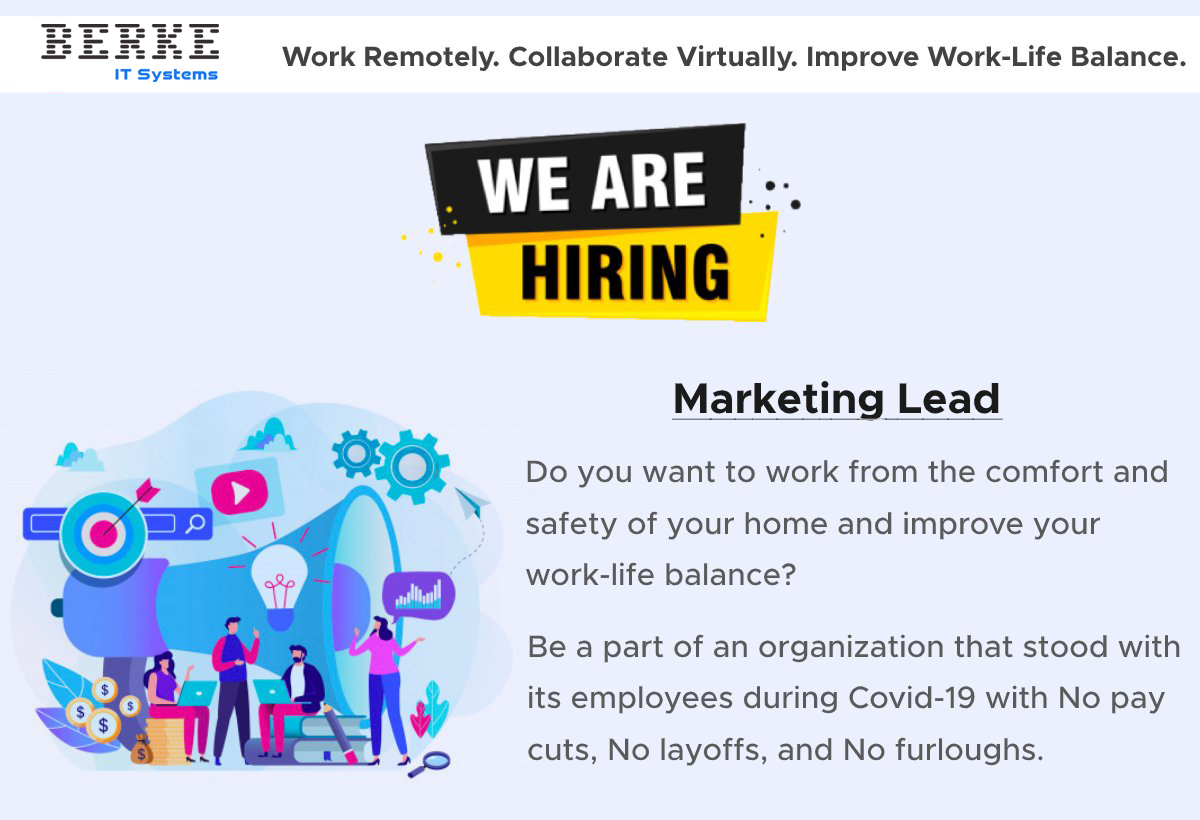 BERKE
IT Systems
Work Remotely. Collaborate Virtually. Improve Work-Life Balance.
WE ARE
HIRING
Marketing Lead
Do you want to work from the comfort and
safety of your home and improve your
work-life balance?
Be a part of an organization that stood with
its employees during Covid-19 with No pay
cuts, No layoffs, and No furloughs.
$
$
$
$
$